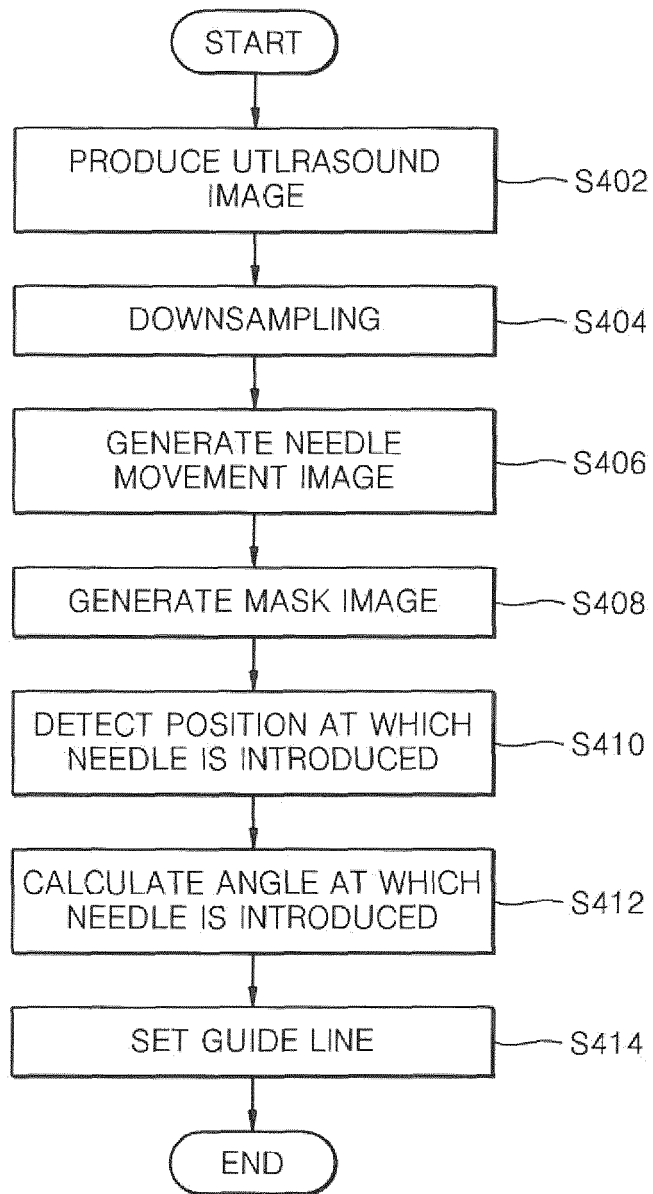 START
PRODUCE UTLRASOUND
IMAGE
S402
DOWNSAMPLING
S404
GENERATE NEEDLE
MOVEMENT IMAGE
S406
GENERATE MASK IMAGE
S408
DETECT POSITION AT WHICH
NEEDLE IS INTRODUCED
S410
CALCULATE ANGLE AT WHICH
NEEDLE IS INTRODUCED
S412
SET GUIDE LINE
S414
END